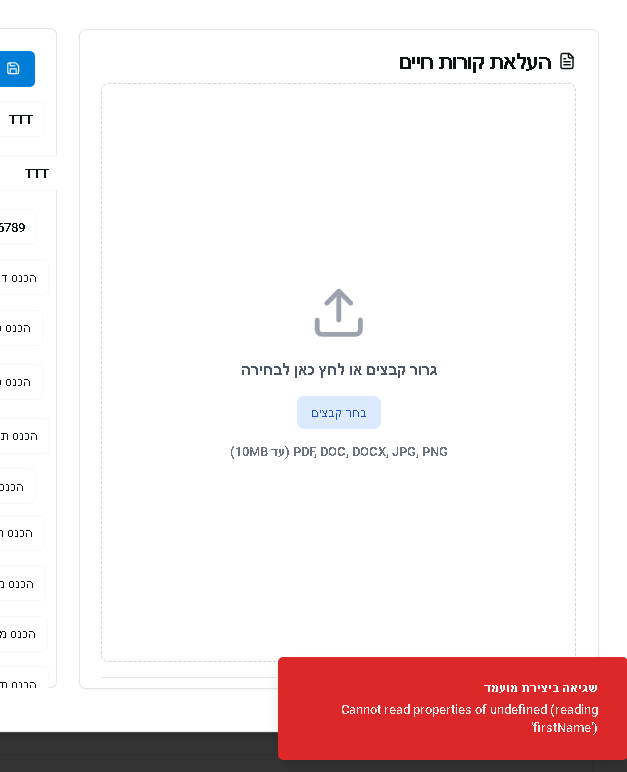 העלאת קורות חיים
גרור קבצים או לחץ כאן לבחירה
בחר קבצים
PDF, DOC, DOCX, JPG, PNG (עד 10MB)
TTT
TTT
6789
הכנס ד
הכנס
הכנס
הכנס ת
הכנס
הכנס
הכנס מ
הכנס מ
הכנס ת
שגיאה ביצירת מועמד
Cannot read properties of undefined (reading
'firstName')